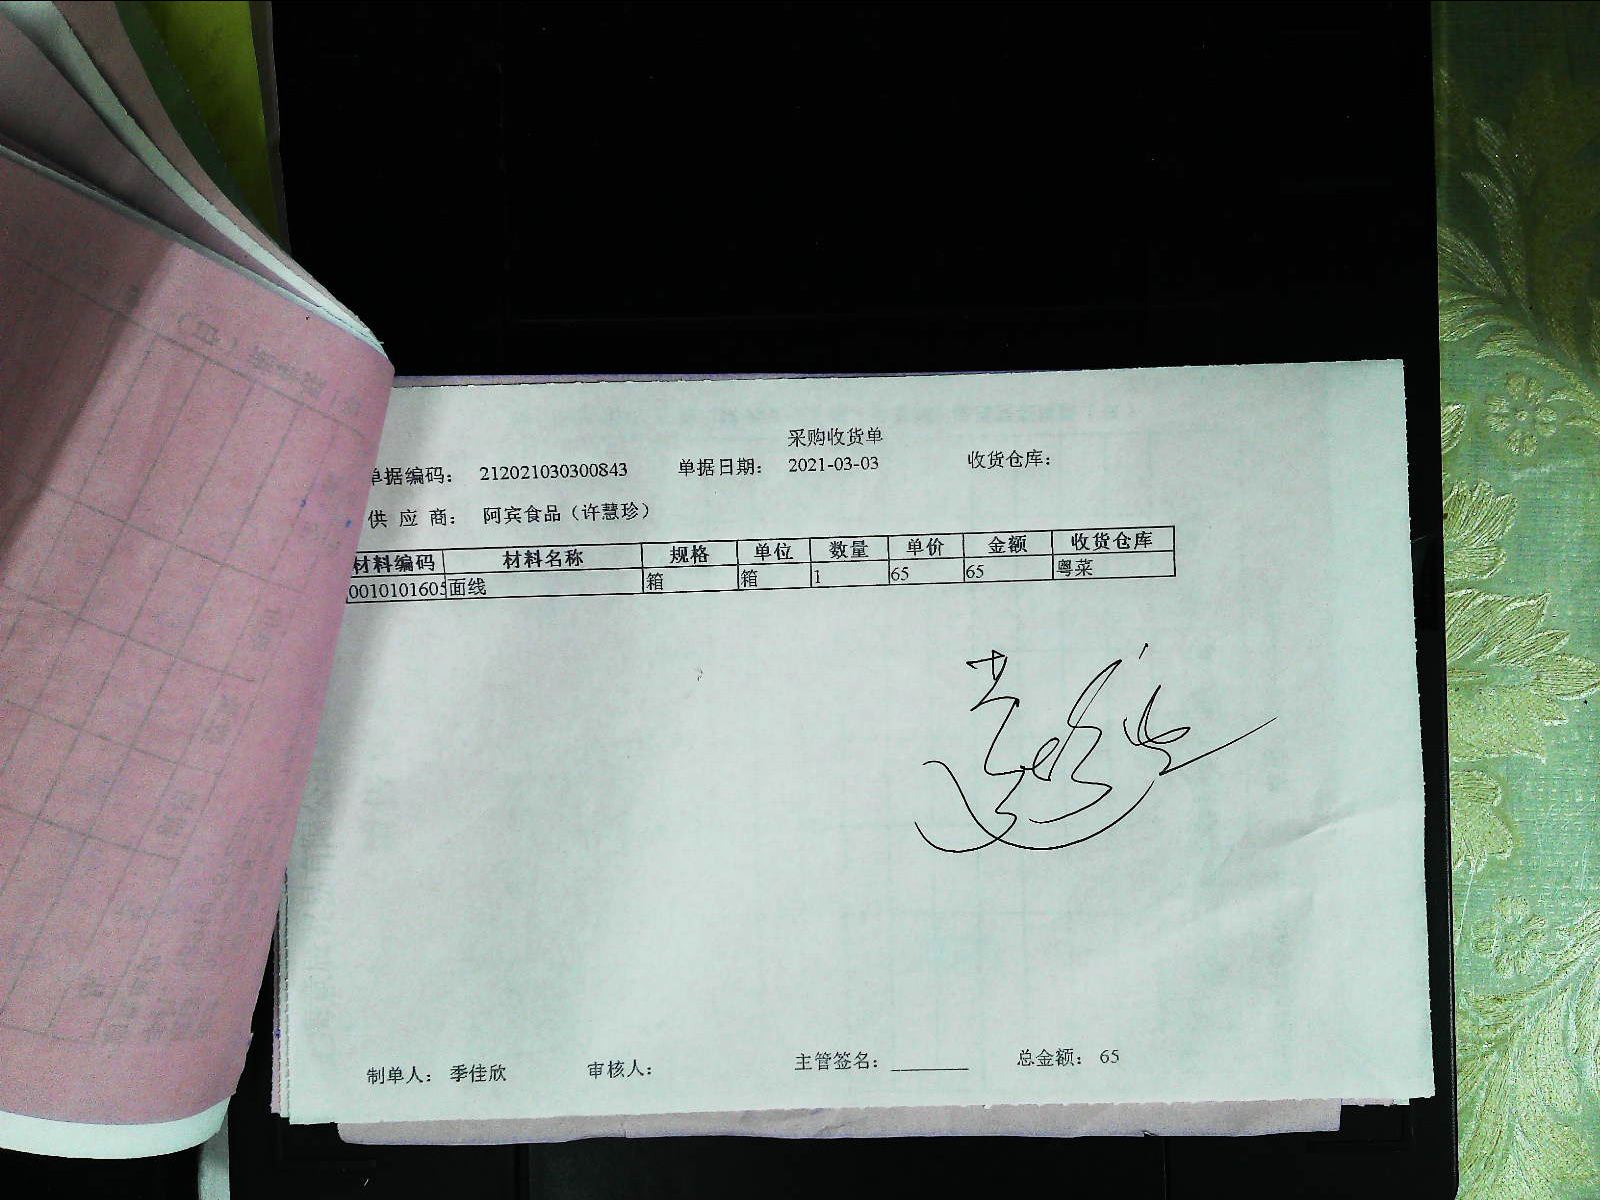 采购收货单
单据编码： 212021030300843 单据日期： 2021-03-03 收货仓库：
供 应 商： 阿宾食品（许慧珍）
材料编码 材料名称 规格 单位 数量 单价 金额 收货仓库
0010101605 面线 箱 箱 1 65 65 粤菜
制单人： 季佳欣 审核人： 主管签名： ________ 总金额： 65